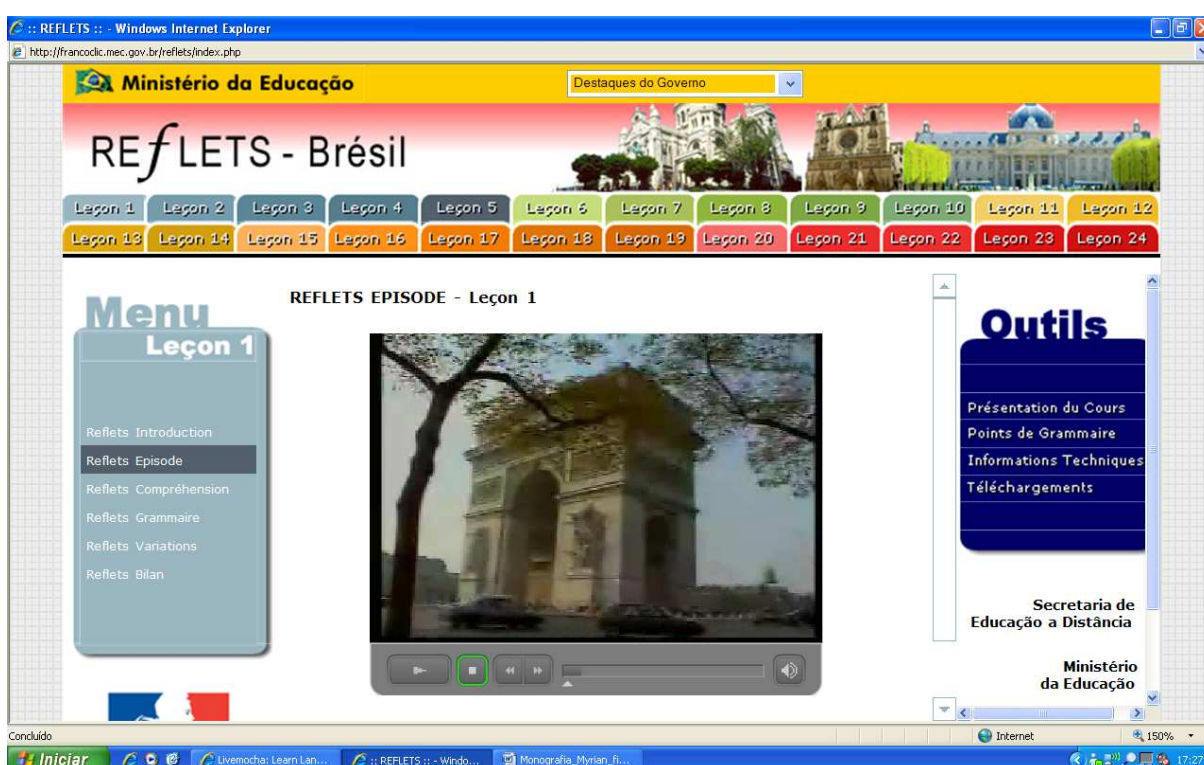 :: REFLETS :: - Windows Internet Explorer
http://francoclic.mec.gov.br/reflets/index.php
Ministério da Educação
Destaques do Governo
REfLETS - Brésil
Leçon 1 Leçon 2 Leçon 3 Leçon 4 Leçon 5 Leçon 6 Leçon 7 Leçon 8 Leçon 9 Leçon 10 Leçon 11 Leçon 12
Leçon 13 Leçon 14 Leçon 15 Leçon 16 Leçon 17 Leçon 18 Leçon 19 Leçon 20 Leçon 21 Leçon 22 Leçon 23 Leçon 24
Menu
Leçon 1
Reflets Introduction
Reflets Episode
Reflets Compréhension
Reflets Grammaire
Reflets Variations
Reflets Bilan
REFLETS EPISODE - Leçon 1
Outils
Présentation du Cours
Points de Grammaire
Informations Techniques
Téléchargements
Secretaria de
Educação a Distância
Ministério
da Educação
Concluído
Internet
150%
Iniciar
Livemocha: Learn Lan...
:: REFLETS :: - Windo...
Monografia_Myrian_fi...
17:27